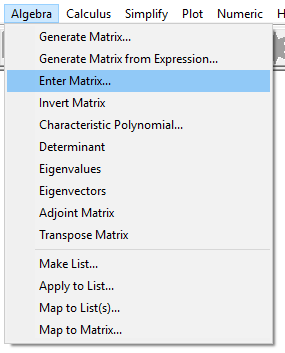 Algebra Calculus Simplify Plot Numeric H
Generate Matrix...
Generate Matrix from Expression...
Enter Matrix...
Invert Matrix
Characteristic Polynomial...
Determinant
Eigenvalues
Eigenvectors
Adjoint Matrix
Transpose Matrix
Make List...
Apply to List...
Map to List(s)...
Map to Matrix...